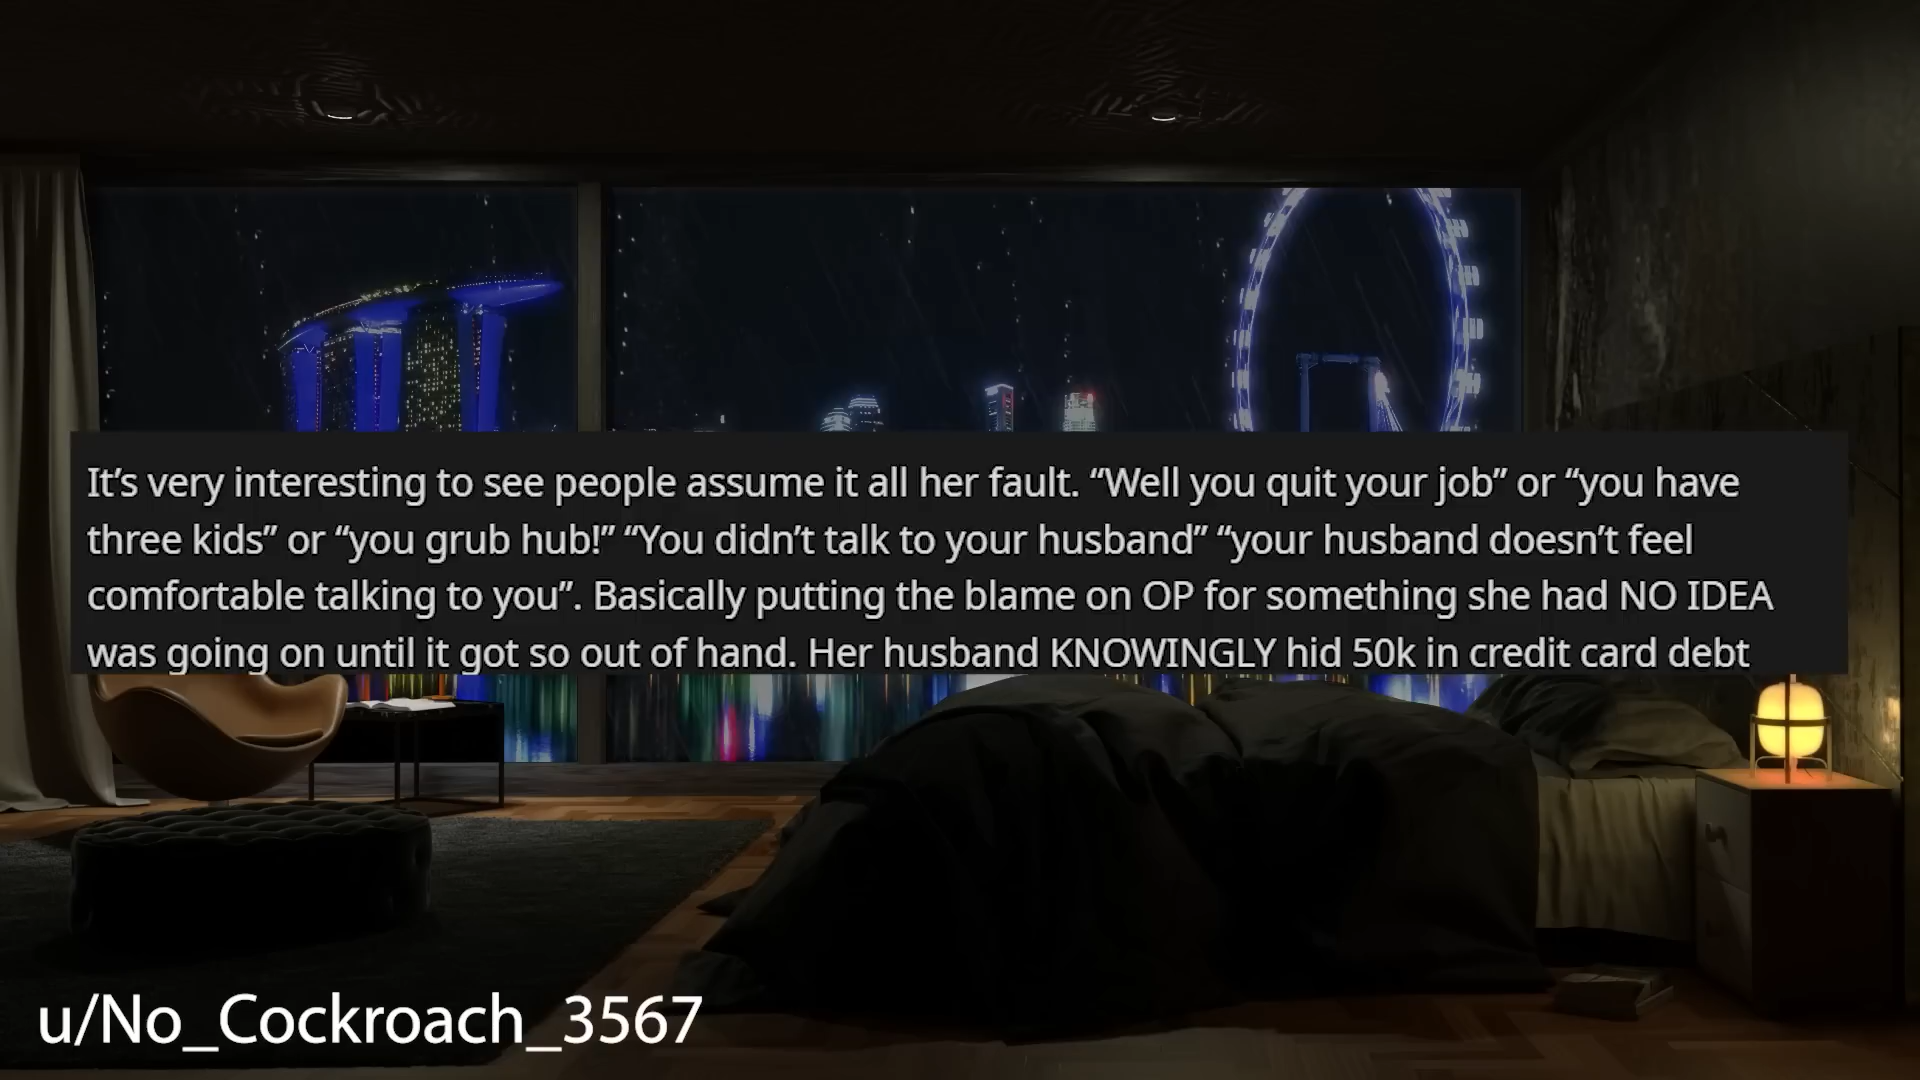 It’s very interesting to see people assume it all her fault. “Well you quit your job” or “you have
three kids” or “you grub hub!” “You didn’t talk to your husband” “your husband doesn’t feel
comfortable talking to you”. Basically putting the blame on OP for something she had NO IDEA
was going on until it got so out of hand. Her husband KNOWINGLY hid 50k in credit card debt
u/No_Cockroach_3567